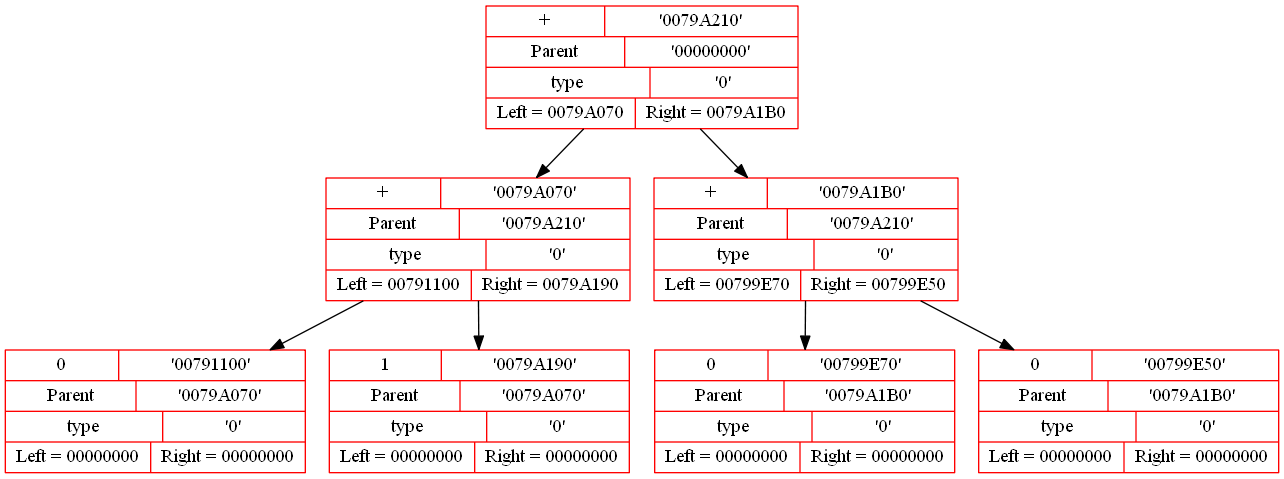 + '0079A210'
Parent '00000000'
type '0'
Left = 0079A070 Right = 0079A1B0
+ '0079A070' + '0079A1B0'
Parent '0079A210' Parent '0079A210'
type '0' type '0'
Left = 00791100 Right = 0079A190 Left = 00799E70 Right = 00799E50
0 '00791100' 1 '0079A190' 0 '00799E70' 0 '00799E50'
Parent '0079A070' Parent '0079A070' Parent '0079A1B0' Parent '0079A1B0'
type '0' type '0' type '0' type '0'
Left = 00000000 Right = 00000000 Left = 00000000 Right = 00000000 Left = 00000000 Right = 00000000 Left = 00000000 Right = 00000000